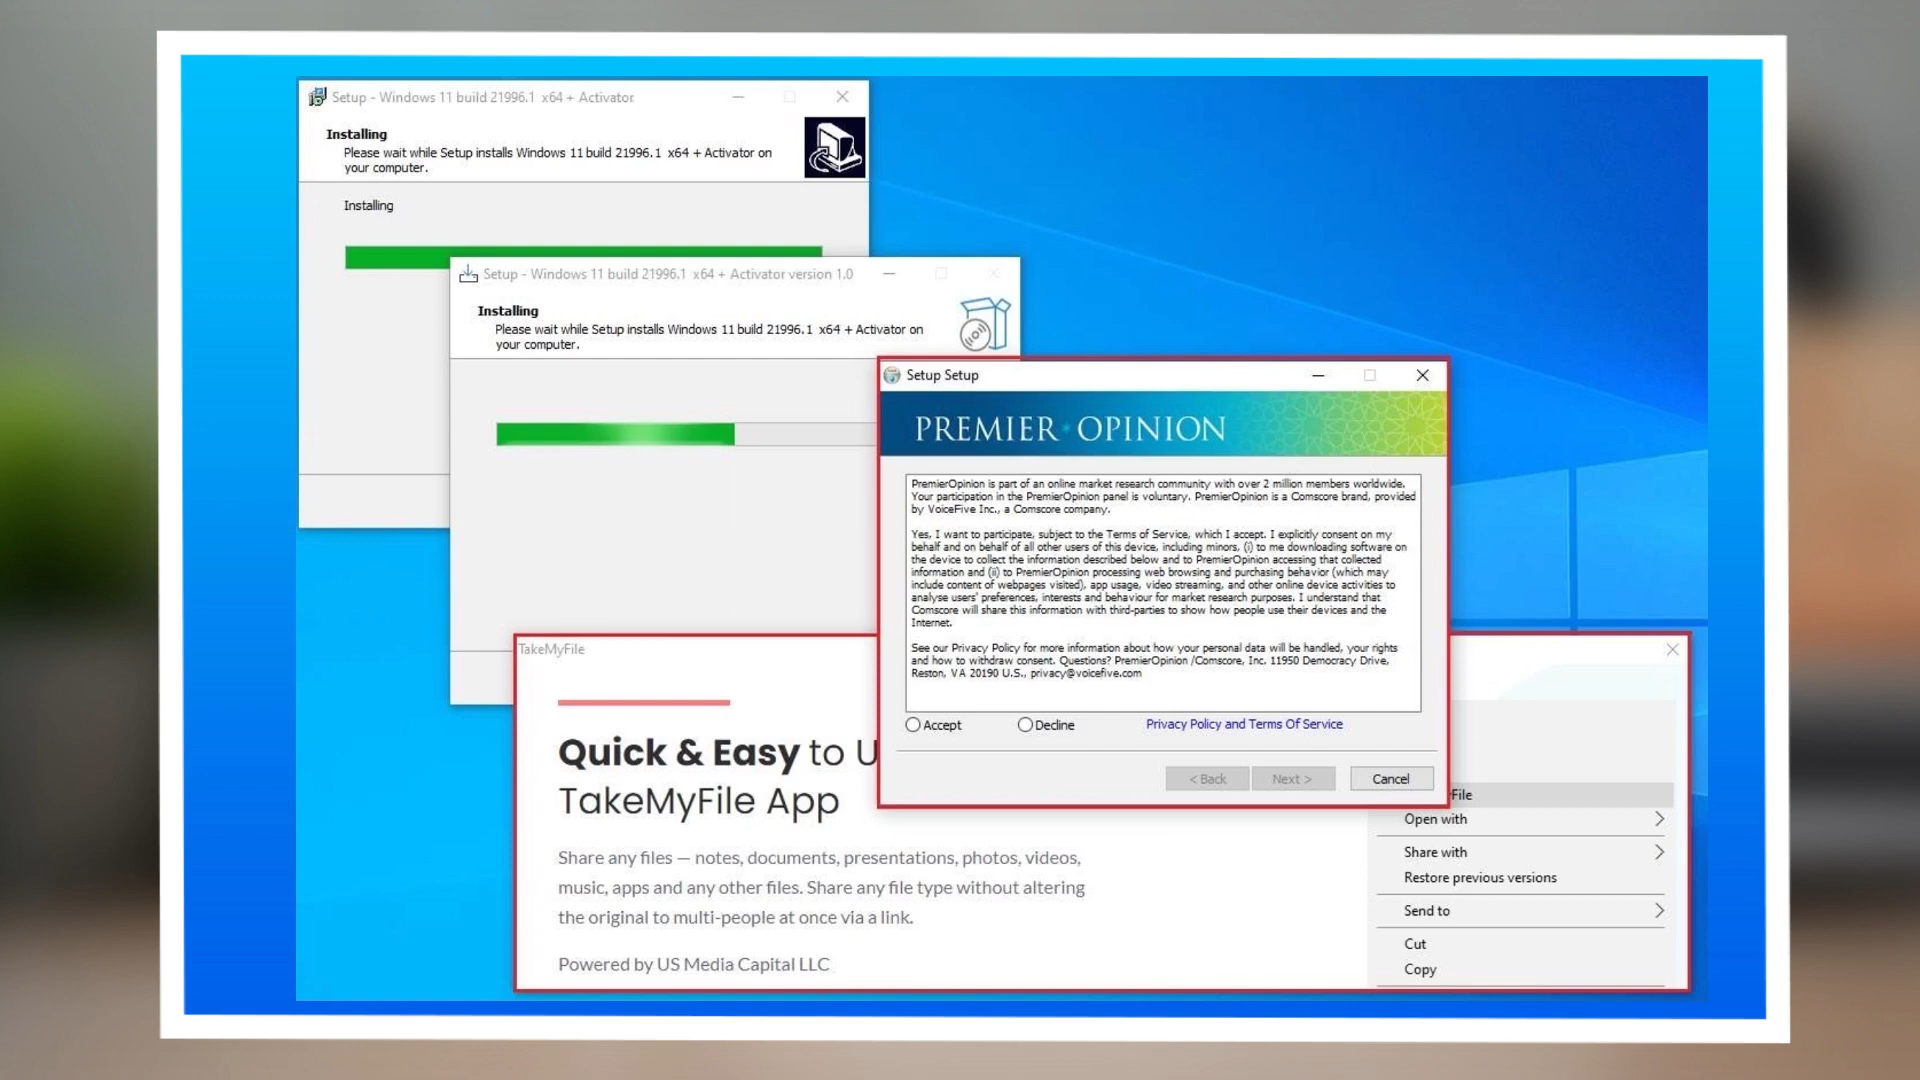 Setup - Windows 11 build 21996.1 x64 + Activator
Installing
Please wait while Setup installs Windows 11 build 21996.1 x64 + Activator on
your computer.
Installing
Setup - Windows 11 build 21996.1 x64 + Activator version 1.0
Installing
Please wait while Setup installs Windows 11 build 21996.1 x64 + Activator on
your computer.
Setup Setup
PREMIER OPINION
PremierOpinion is part of an online market research community with over 2 million members worldwide.
Your participation in the PremierOpinion panel is voluntary. PremierOpinion is a Comscore brand, provided
by VoiceFive Inc., a Comscore company.
Yes, I want to participate, subject to the Terms of Service, which I accept. I explicitly consent on my
behalf and on behalf of all other users of this device, including minors, (i) to me downloading software on
the device to collect the information described below and to PremierOpinion accessing that collected
information and (ii) to PremierOpinion processing web browsing and purchasing behavior (which may
include content of webpages visited), app usage, video streaming, and other online device activities to
analyse users' preferences, interests and behaviour for market research purposes. I understand that
Comscore will share this information with third-parties to show how people use their devices and the
Internet.
See our Privacy Policy for more information about how your personal data will be handled, your rights
and how to withdraw consent. Questions? PremierOpinion /Comscore, Inc. 11950 Democracy Drive,
Reston, VA 20190 U.S., privacy@voicefive.com
Accept
Decline
Privacy Policy and Terms Of Service
< Back
Next >
Cancel
TakeMyFile
Quick & Easy to U
TakeMyFile App
Share any files — notes, documents, presentations, photos, videos,
music, apps and any other files. Share any file type without altering
the original to multi-people at once via a link.
Powered by US Media Capital LLC
File
Open with
Share with
Restore previous versions
Send to
Cut
Copy